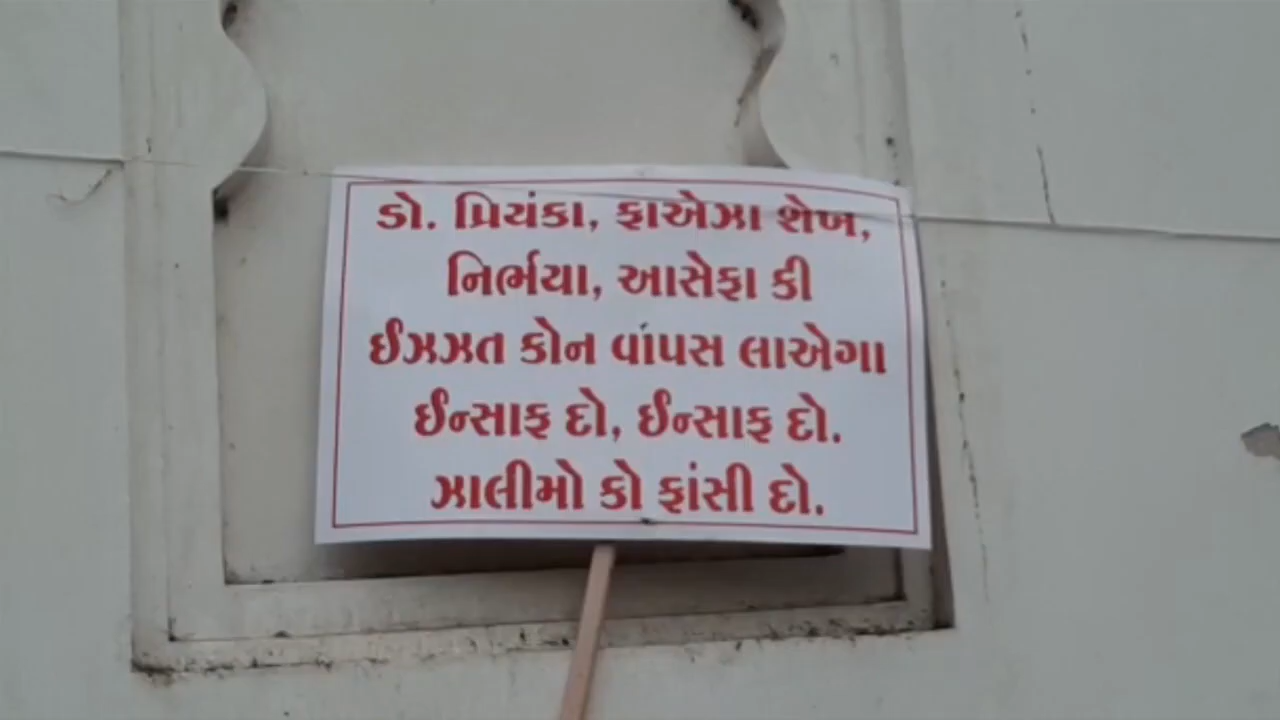 ડો. પ્રિયંકા, ફાએઝા શેખ,
નિર્ભયા, આસેફા કી
ઈઝઝત કોન વાંપસ લાએગા
ઈન્સાફ દો, ઈન્સાફ દો.
ઝાલીમો કો ફાંસી દો.